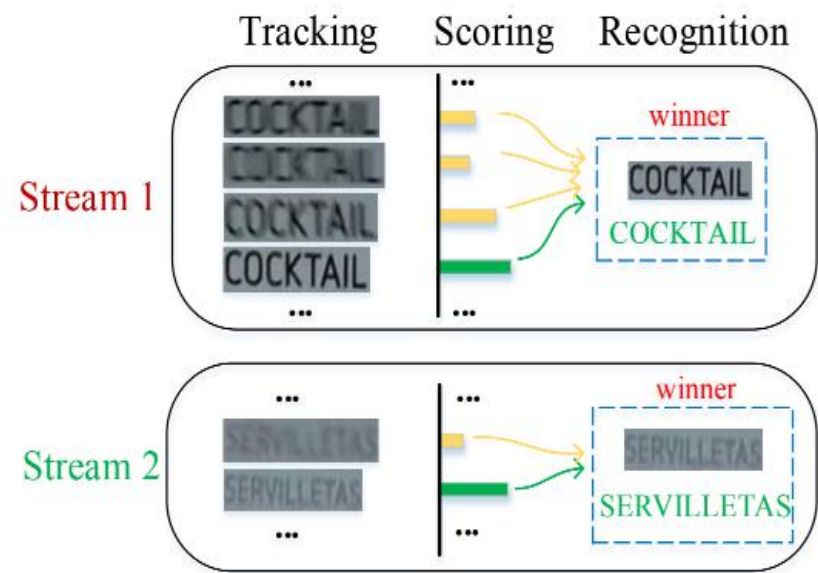 Tracking Scoring Recognition
... ...
COCKTAIL
winner
COCKTAIL
COCKTAIL
COCKTAIL
Stream 1
COCKTAIL
COCKTAIL
... ...
... ...
winner
SERVILLETAS
SERVILLETAS
Stream 2
SERVILLETAS
SERVILLETAS
... ...